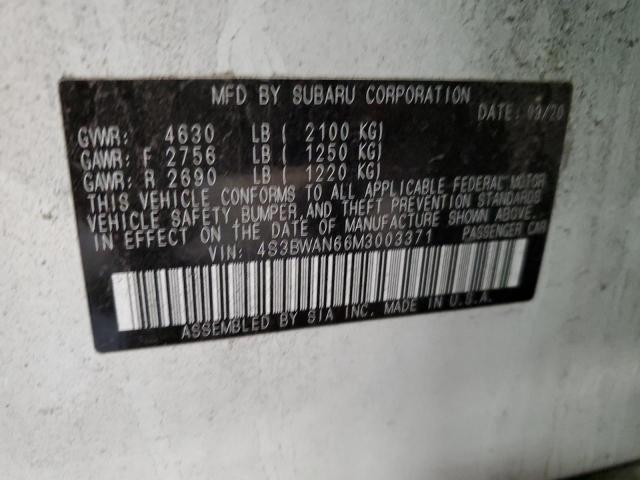 MFD BY SUBARU CORPORATION
DATE: 09/20
GVWR: 4630 LB ( 2100 KG)
GAWR: F 2756 LB ( 1250 KG)
GAWR: R 2690 LB ( 1220 KG)
THIS VEHICLE CONFORMS TO ALL APPLICABLE FEDERAL MOTOR
VEHICLE SAFETY, BUMPER, AND THEFT PREVENTION STANDARDS
IN EFFECT ON THE DATE OF MANUFACTURE SHOWN ABOVE.
VIN: 4S3BWAN66M3003371 PASSENGER CAR
ASSEMBLED BY SIA INC. MADE IN U.S.A.